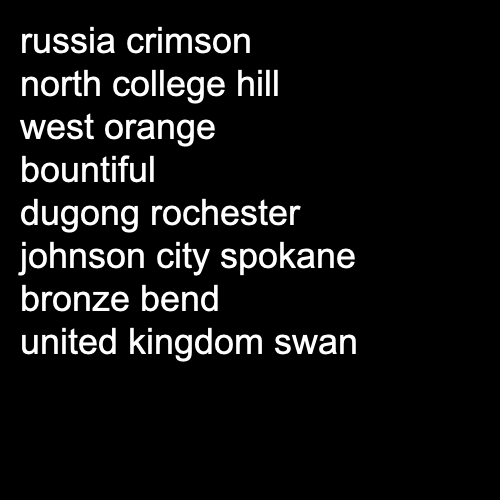 russia crimson
north college hill
west orange
bountiful
dugong rochester
johnson city spokane
bronze bend
united kingdom swan